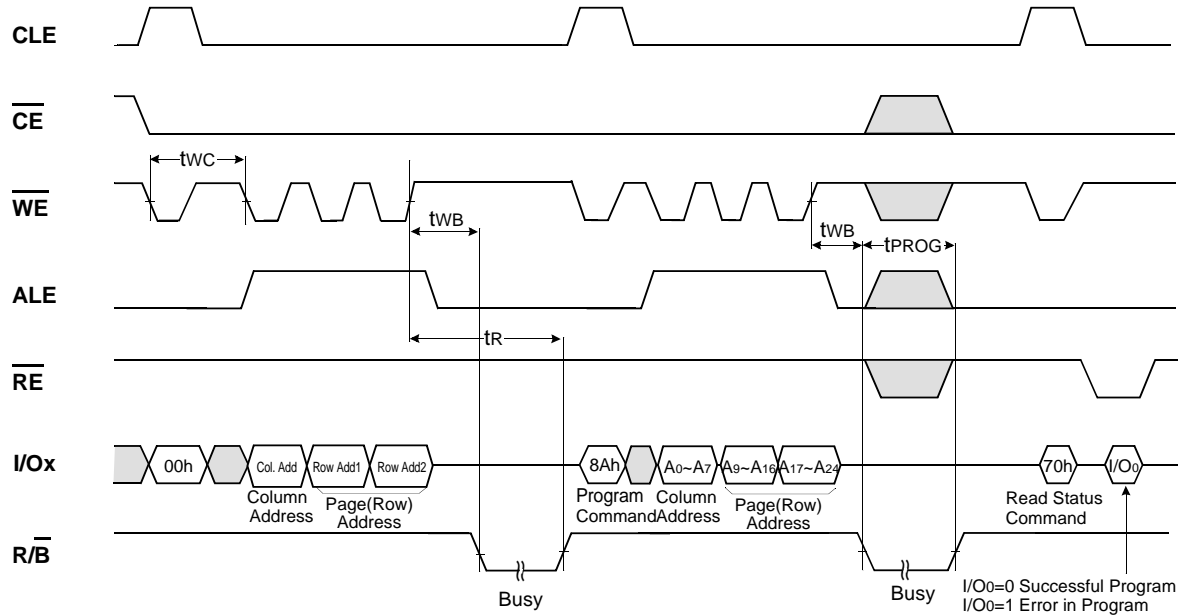 CLE
CE
tWC
WE
tWB
tWB
tPROG
ALE
tR
RE
I/Ox
00h
Col. Add
Row Add1
Row Add2
8Ah
A0~A7
A9~A16
A17~A24
70h
I/O0
Column
Address
Page(Row)
Address
Program
Command
Column
Address
Page(Row)
Address
Read Status
Command
R/B
Busy
Busy
I/O0=0 Successful Program
I/O0=1 Error in Program